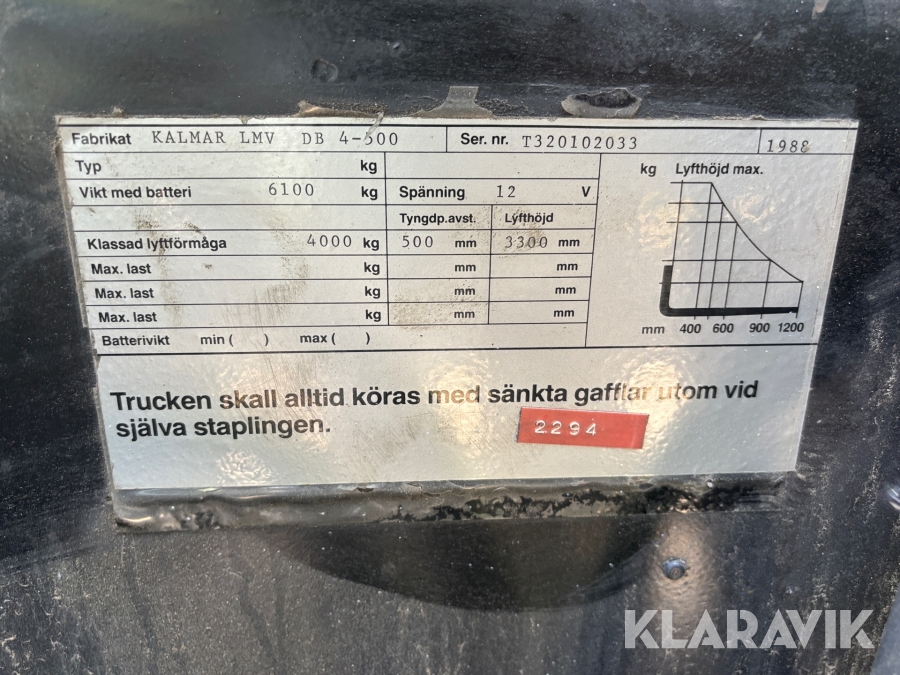 Fabrikat KALMAR LMV DB 4-500 Ser. nr. T320102033 1988
Typ kg
kg Lyfthöjd max.
Vikt med batteri 6100 kg Spänning 12 V
Tyngdp.avst. Lyfthöjd
Klassad lyftförmåga 4000 kg 500 mm 3300 mm
Max. last kg mm mm
Max. last kg mm mm
Max. last kg mm mm
mm 400 600 900 1200
Batterivikt min ( ) max ( )
Trucken skall alltid köras med sänkta gafflar utom vid
själva staplingen.
2294
KLARAVIK